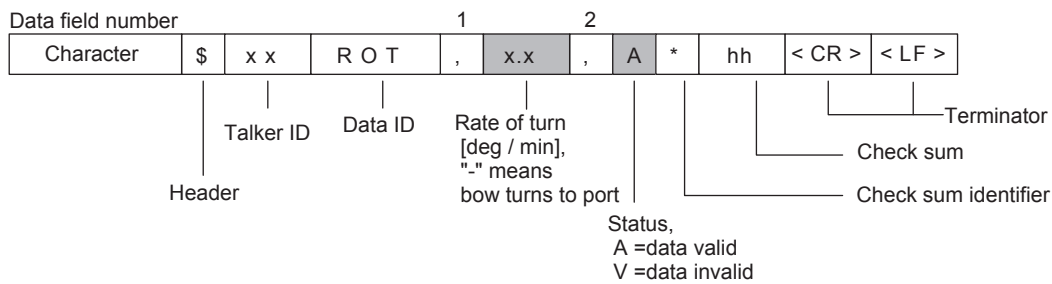 Data field number 1 2
Character $ x x R O T , x.x , A * hh < CR > < LF >
Talker ID
Data ID
Header
Rate of turn
[deg / min],
"-" means
bow turns to port
Status,
A =data valid
V =data invalid
Terminator
Check sum
Check sum identifier